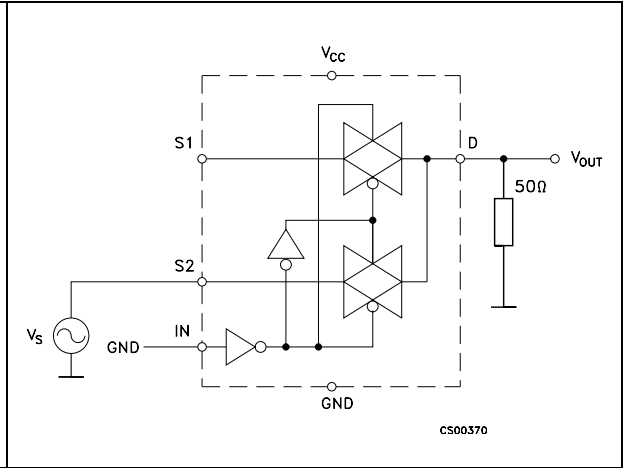 VCC
S1
D
VOUT
50Ω
S2
IN
VS
GND
GND
CS00370